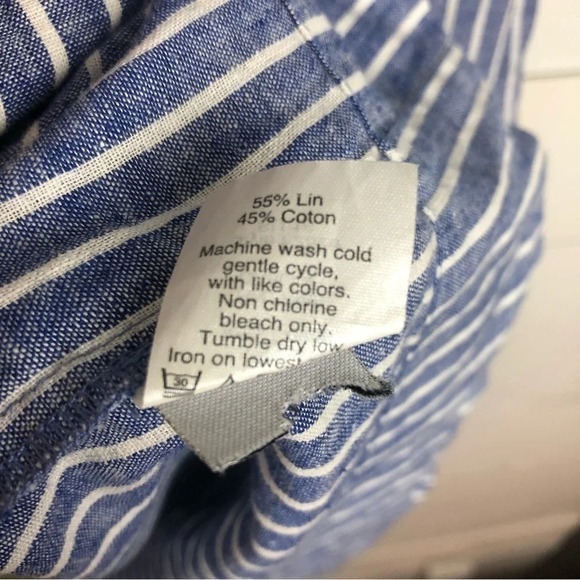 55% Lin
45% Coton
Machine wash cold
gentle cycle,
with like colors.
Non chlorine
bleach only.
Tumble dry low
Iron on lowest
30